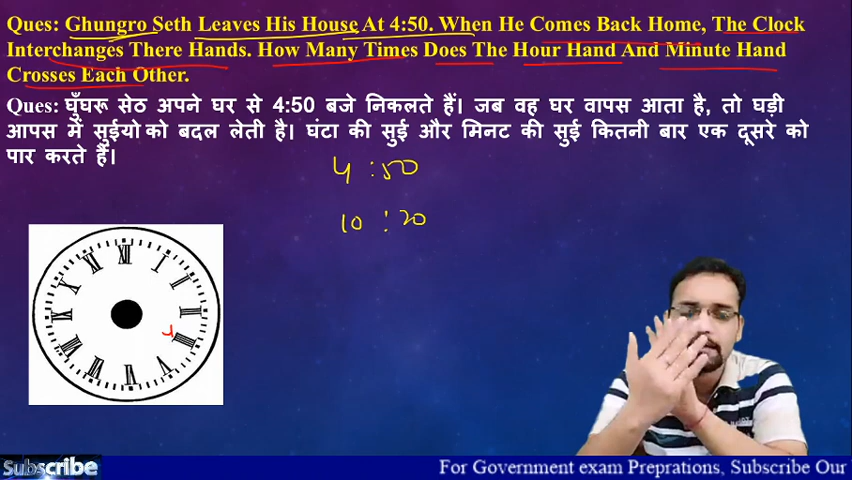 Ques: Ghungro Seth Leaves His House At 4:50. When He Comes Back Home, The Clock
Interchanges There Hands. How Many Times Does The Hour Hand And Minute Hand
Crosses Each Other.
Ques: घुँघरू सेठ अपने घर से 4:50 बजे निकलते हैं। जब वह घर वापस आता है, तो घड़ी
आपस में सुईयो को बदल लेती है। घंटा की सुई और मिनट की सुई कितनी बार एक दूसरे को
पार करते हैं।
4 : 50
10 : 20
XII
I
II
III
IIII
V
VI
VII
VIII
IX
X
XI
4
Subscribe
For Government exam Preprations, Subscribe Our